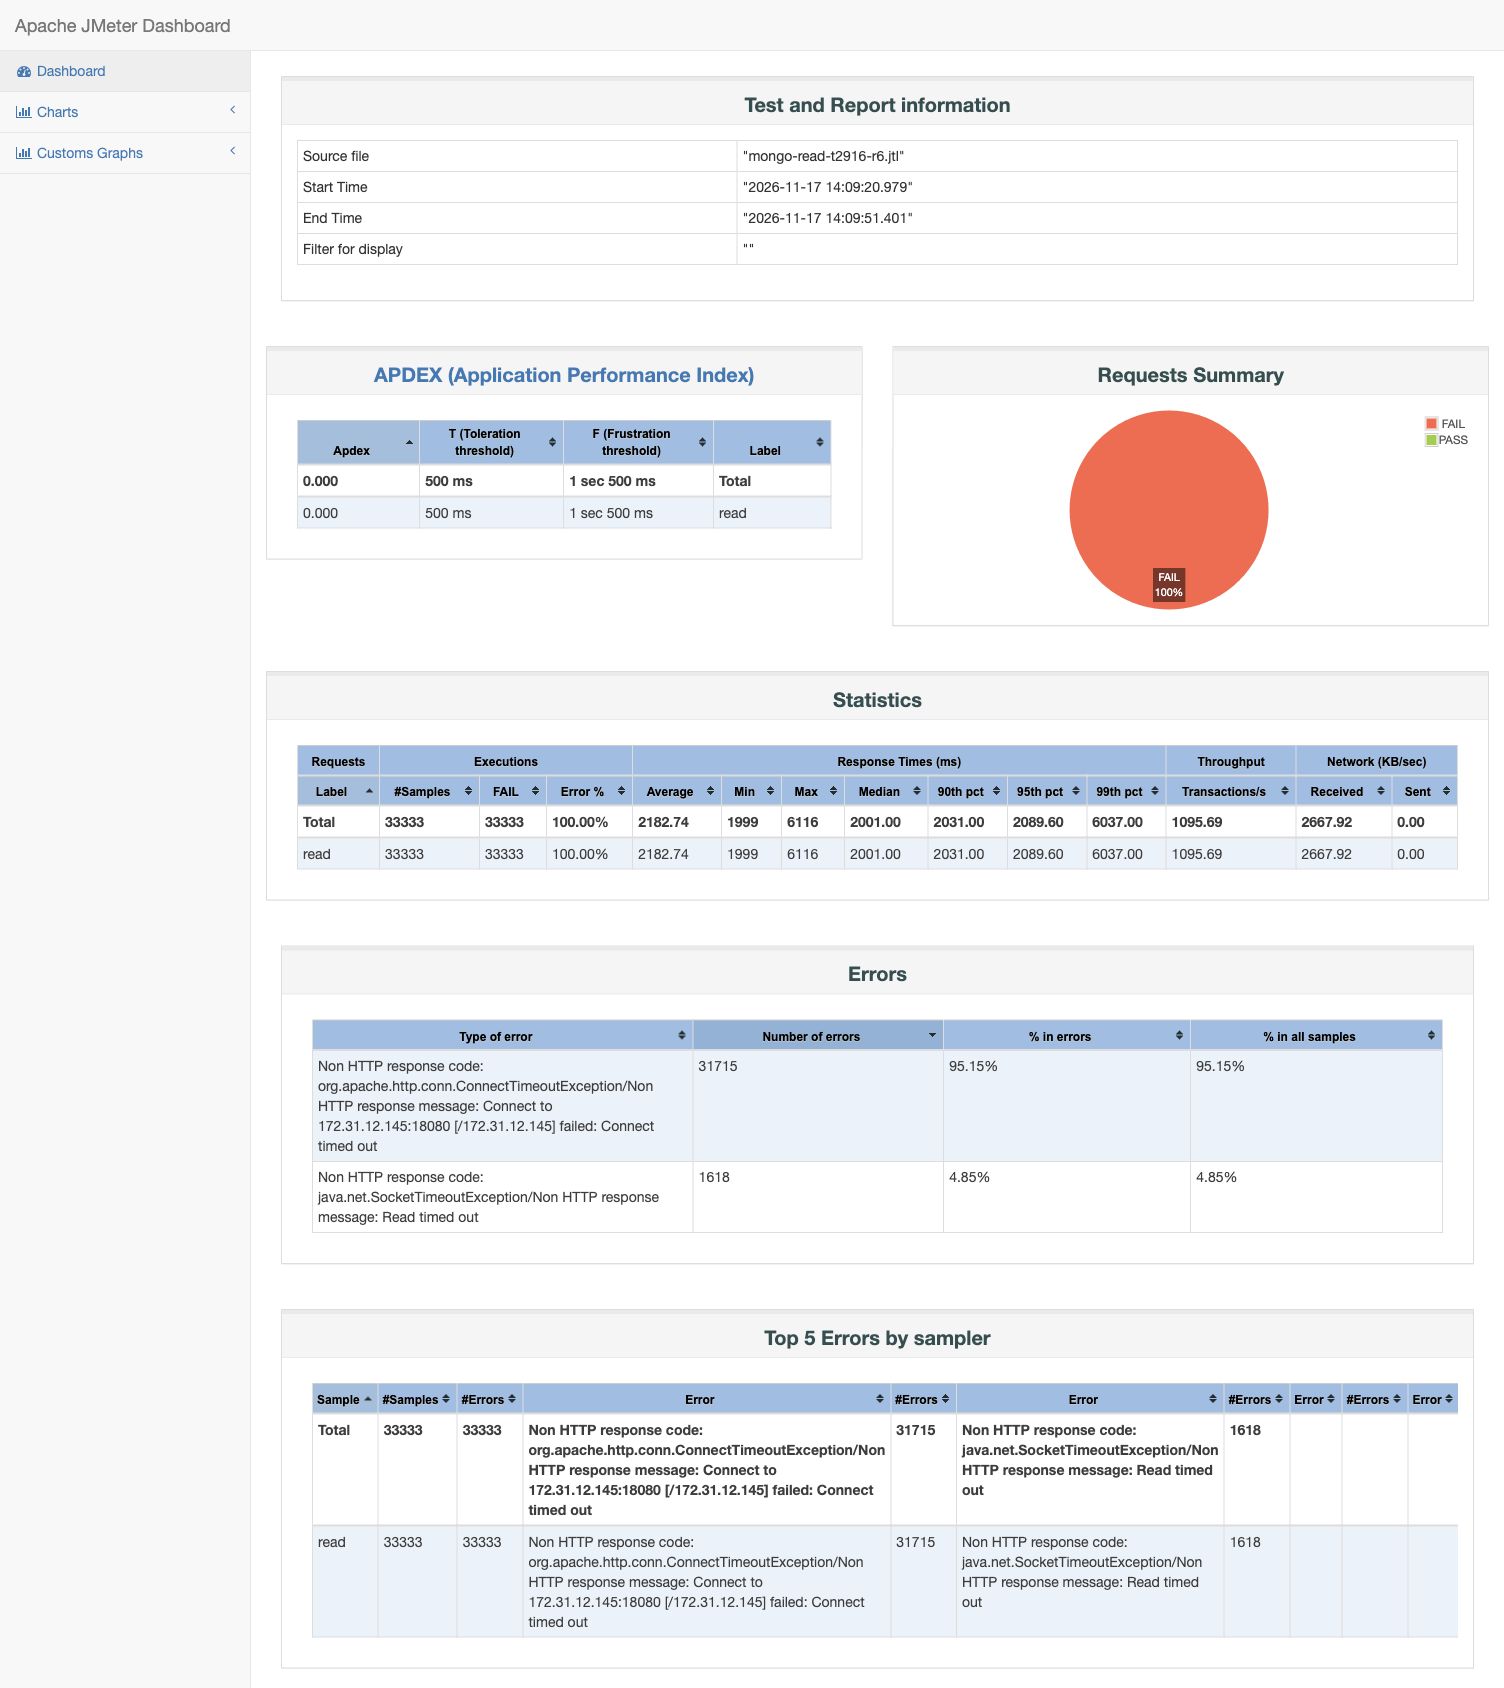 Apache JMeter Dashboard
Dashboard
Charts
Customs Graphs
Test and Report information
Source file "mongo-read-t2916-r6.jtl"
Start Time "2026-11-17 14:09:20.979"
End Time "2026-11-17 14:09:51.401"
Filter for display ""
APDEX (Application Performance Index)
Apdex T (Toleration threshold) F (Frustration threshold) Label
0.000 500 ms 1 sec 500 ms Total
0.000 500 ms 1 sec 500 ms read
Requests Summary
FAIL
PASS
FAIL
100%
Statistics
Requests Executions Response Times (ms) Throughput Network (KB/sec)
Label #Samples FAIL Error % Average Min Max Median 90th pct 95th pct 99th pct Transactions/s Received Sent
Total 33333 33333 100.00% 2182.74 1999 6116 2001.00 2031.00 2089.60 6037.00 1095.69 2667.92 0.00
read 33333 33333 100.00% 2182.74 1999 6116 2001.00 2031.00 2089.60 6037.00 1095.69 2667.92 0.00
Errors
Type of error Number of errors % in errors % in all samples
Non HTTP response code: 31715 95.15% 95.15%
org.apache.http.conn.ConnectTimeoutException/Non
HTTP response message: Connect to
172.31.12.145:18080 [/172.31.12.145] failed: Connect
timed out
Non HTTP response code: 1618 4.85% 4.85%
java.net.SocketTimeoutException/Non HTTP response
message: Read timed out
Top 5 Errors by sampler
Sample #Samples #Errors Error #Errors Error #Errors Error #Errors Error
Total 33333 33333 Non HTTP response code: 31715 Non HTTP response code: 1618
org.apache.http.conn.ConnectTimeoutException/Non java.net.SocketTimeoutException/Non
HTTP response message: Connect to HTTP response message: Read timed
172.31.12.145:18080 [/172.31.12.145] failed: Connect out
timed out
read 33333 33333 Non HTTP response code: 31715 Non HTTP response code: 1618
org.apache.http.conn.ConnectTimeoutException/Non java.net.SocketTimeoutException/Non
HTTP response message: Connect to HTTP response message: Read timed
172.31.12.145:18080 [/172.31.12.145] failed: Connect out
timed out